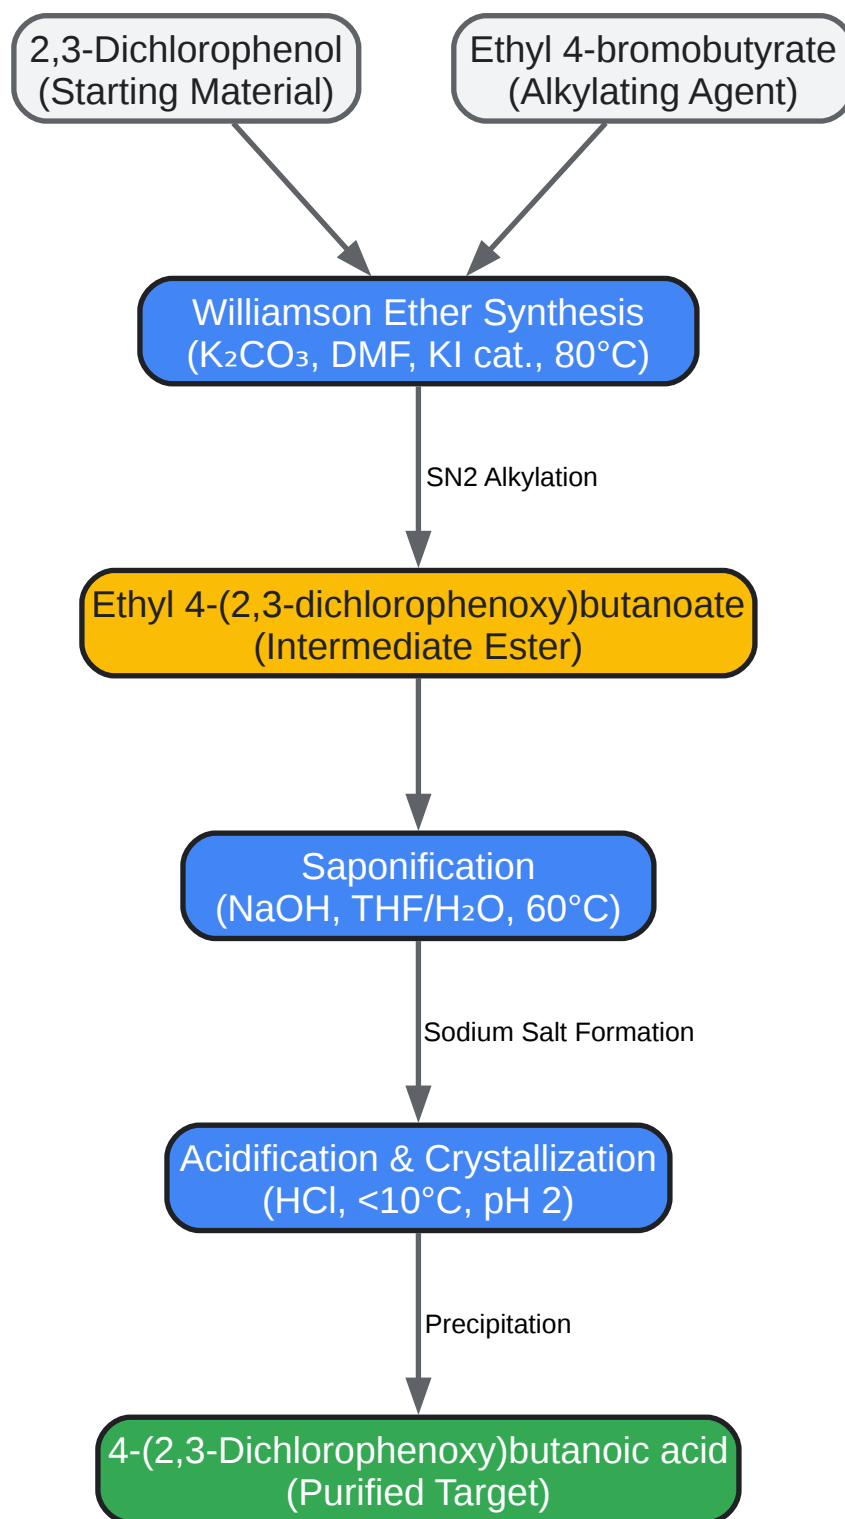 2,3-Dichlorophenol
(Starting Material)
Ethyl 4-bromobutyrate
(Alkylating Agent)
Williamson Ether Synthesis
(K₂CO₃, DMF, KI cat., 80°C)
SN2 Alkylation
Ethyl 4-(2,3-dichlorophenoxy)butanoate
(Intermediate Ester)
Saponification
(NaOH, THF/H₂O, 60°C)
Sodium Salt Formation
Acidification & Crystallization
(HCl, <10°C, pH 2)
Precipitation
4-(2,3-Dichlorophenoxy)butanoic acid
(Purified Target)